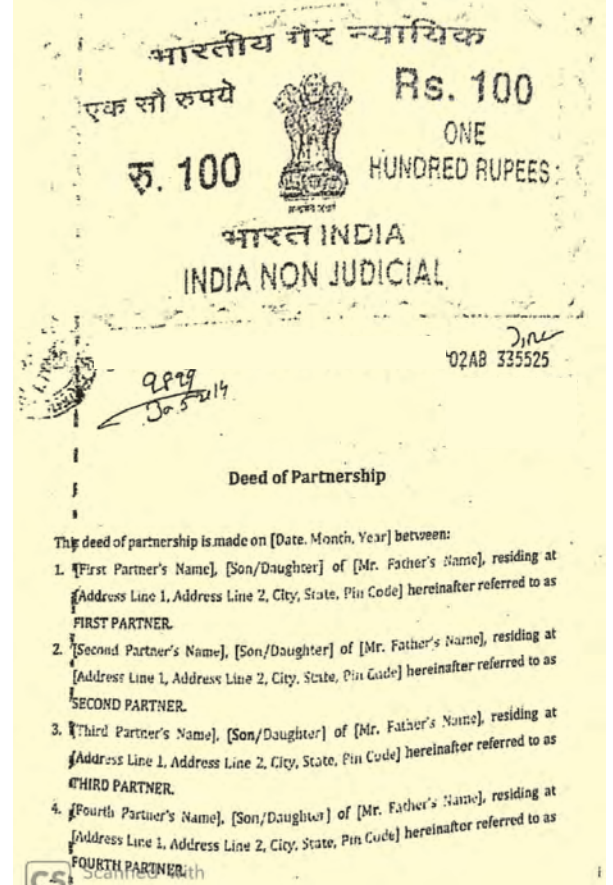 भारतीय गैर न्यायिक
एक सौ रुपये
रु. 100
Rs. 100
ONE
HUNDRED RUPEES
भारत INDIA
INDIA NON JUDICIAL
02AB 335525
Deed of Partnership
This deed of partnership is made on [Date. Month, Year] between:
1. [First Partner's Name], [Son/Daughter] of [Mr. Father's Name], residing at
[Address Line 1, Address Line 2, City, State, Pin Code] hereinafter referred to as
FIRST PARTNER.
2. [Second Partner's Name], [Son/Daughter] of [Mr. Father's Name], residing at
[Address Line 1, Address Line 2, City, State, Pin Code] hereinafter referred to as
SECOND PARTNER.
3. [Third Partner's Name], [Son/Daughter] of [Mr. Father's Name], residing at
[Address Line 1, Address Line 2, City, State, Pin Code] hereinafter referred to as
THIRD PARTNER.
4. [Fourth Partner's Name], [Son/Daughter] of [Mr. Father's Name], residing at
[Address Line 1, Address Line 2, City, State, Pin Code] hereinafter referred to as
FOURTH PARTNER.
CS Scanned with